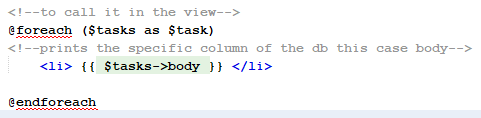 <!--to call it in the view-->
@foreach ($tasks as $task)
<!--prints the specific column of the db this case body-->
<li> {{ $tasks->body }} </li>
@endforeach